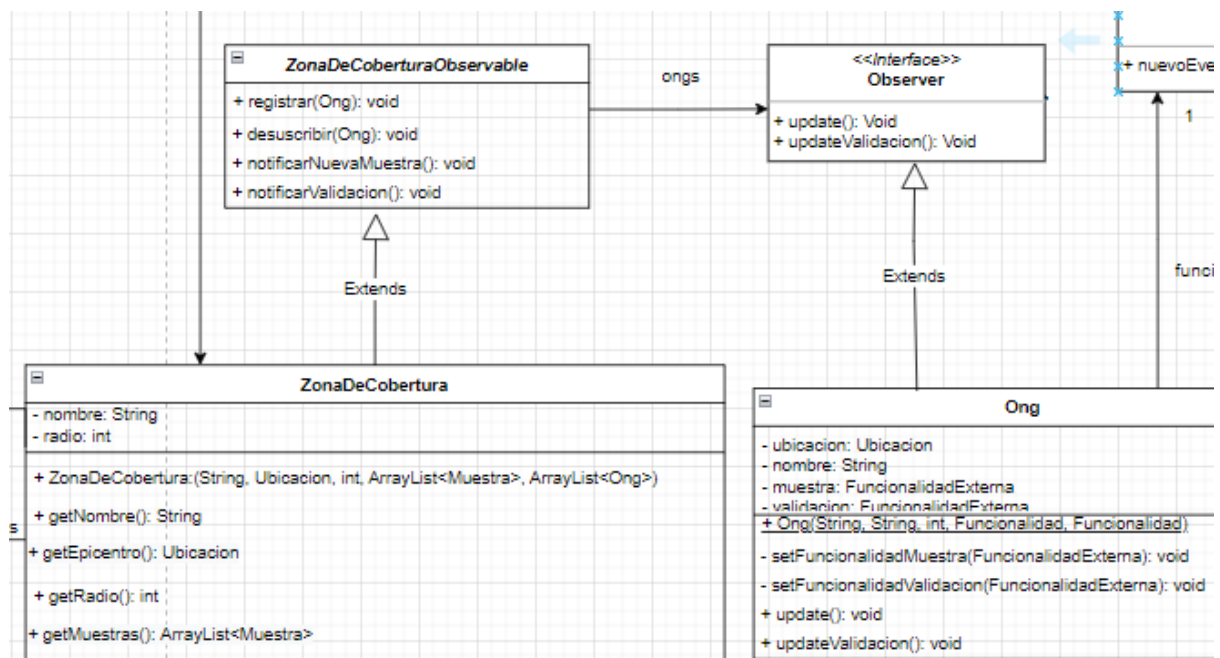 ZonaDeCoberturaObservable
+ registrar(Ong): void
+ desuscribir(Ong): void
+ notificarNuevaMuestra(): void
+ notificarValidacion(): void
ongs
<<Interface>>
Observer
+ update(): Void
+ updateValidacion(): Void
+ nuevoEve
1
Extends
Extends
funci
ZonaDeCobertura
- nombre: String
- radio: int
+ ZonaDeCobertura:(String, Ubicacion, int, ArrayList<Muestra>, ArrayList<Ong>)
+ getNombre(): String
s
+ getEpicentro(): Ubicacion
+ getRadio(): int
+ getMuestras(): ArrayList<Muestra>
Ong
- ubicacion: Ubicacion
- nombre: String
- muestra: FuncionalidadExterna
- validacion: FuncionalidadExterna
+ Ong(String, String, int, Funcionalidad, Funcionalidad)
- setFuncionalidadMuestra(FuncionalidadExterna): void
- setFuncionalidadValidacion(FuncionalidadExterna): void
+ update(): void
+ updateValidacion(): void